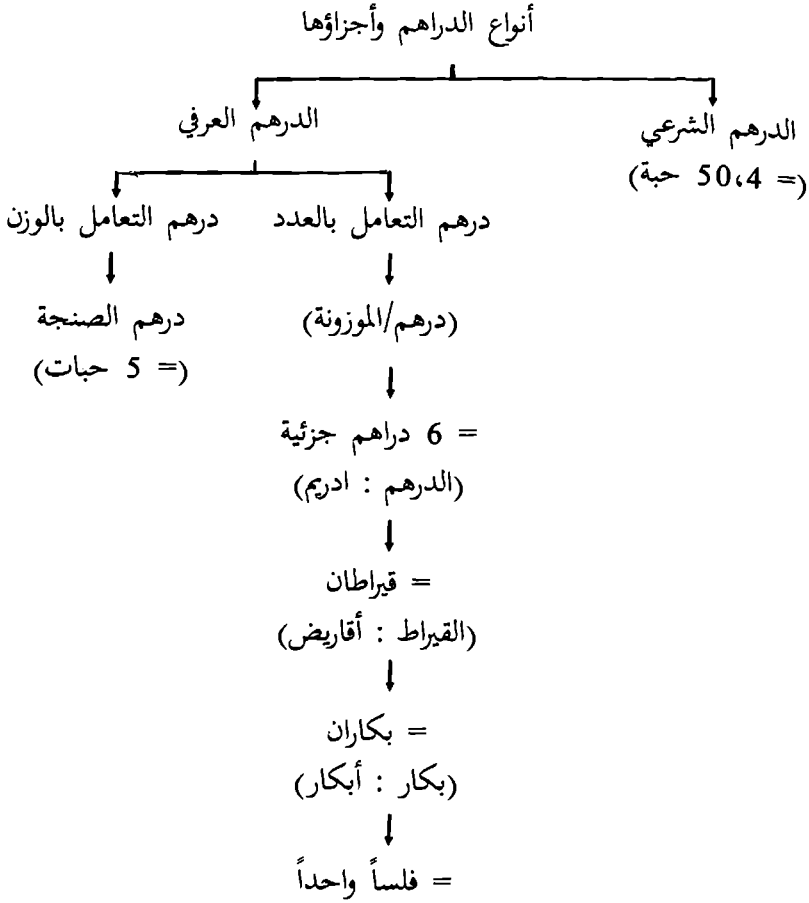 أنواع الدراهم وأجزاؤها
الدرهم الشرعي
(= 50،4 حبة)
الدرهم العرفي
درهم التعامل بالعدد
درهم التعامل بالوزن
(درهم/الموزونة)
درهم الصنجة
(= 5 حبات)
= 6 دراهم جزئية
(الدرهم : ادريم)
= قيراطان
(القيراط : أقاريض)
= بكاران
(بكار : أبكار)
= فلساً واحداً